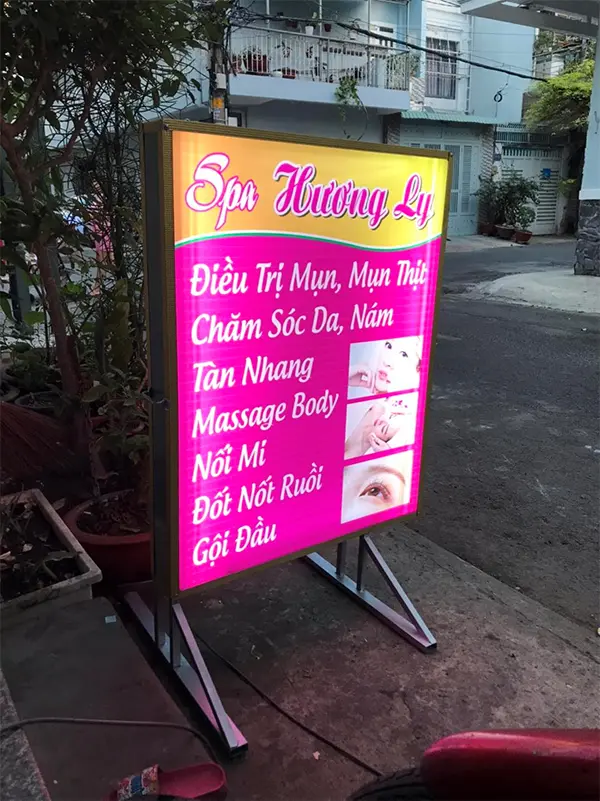 Spa Hương Ly
Điều Trị Mụn, Mụn Thịt
Chăm Sóc Da, Nám
Tàn Nhang
Massage Body
Nối Mi
Đốt Nốt Ruồi
Gội Đầu